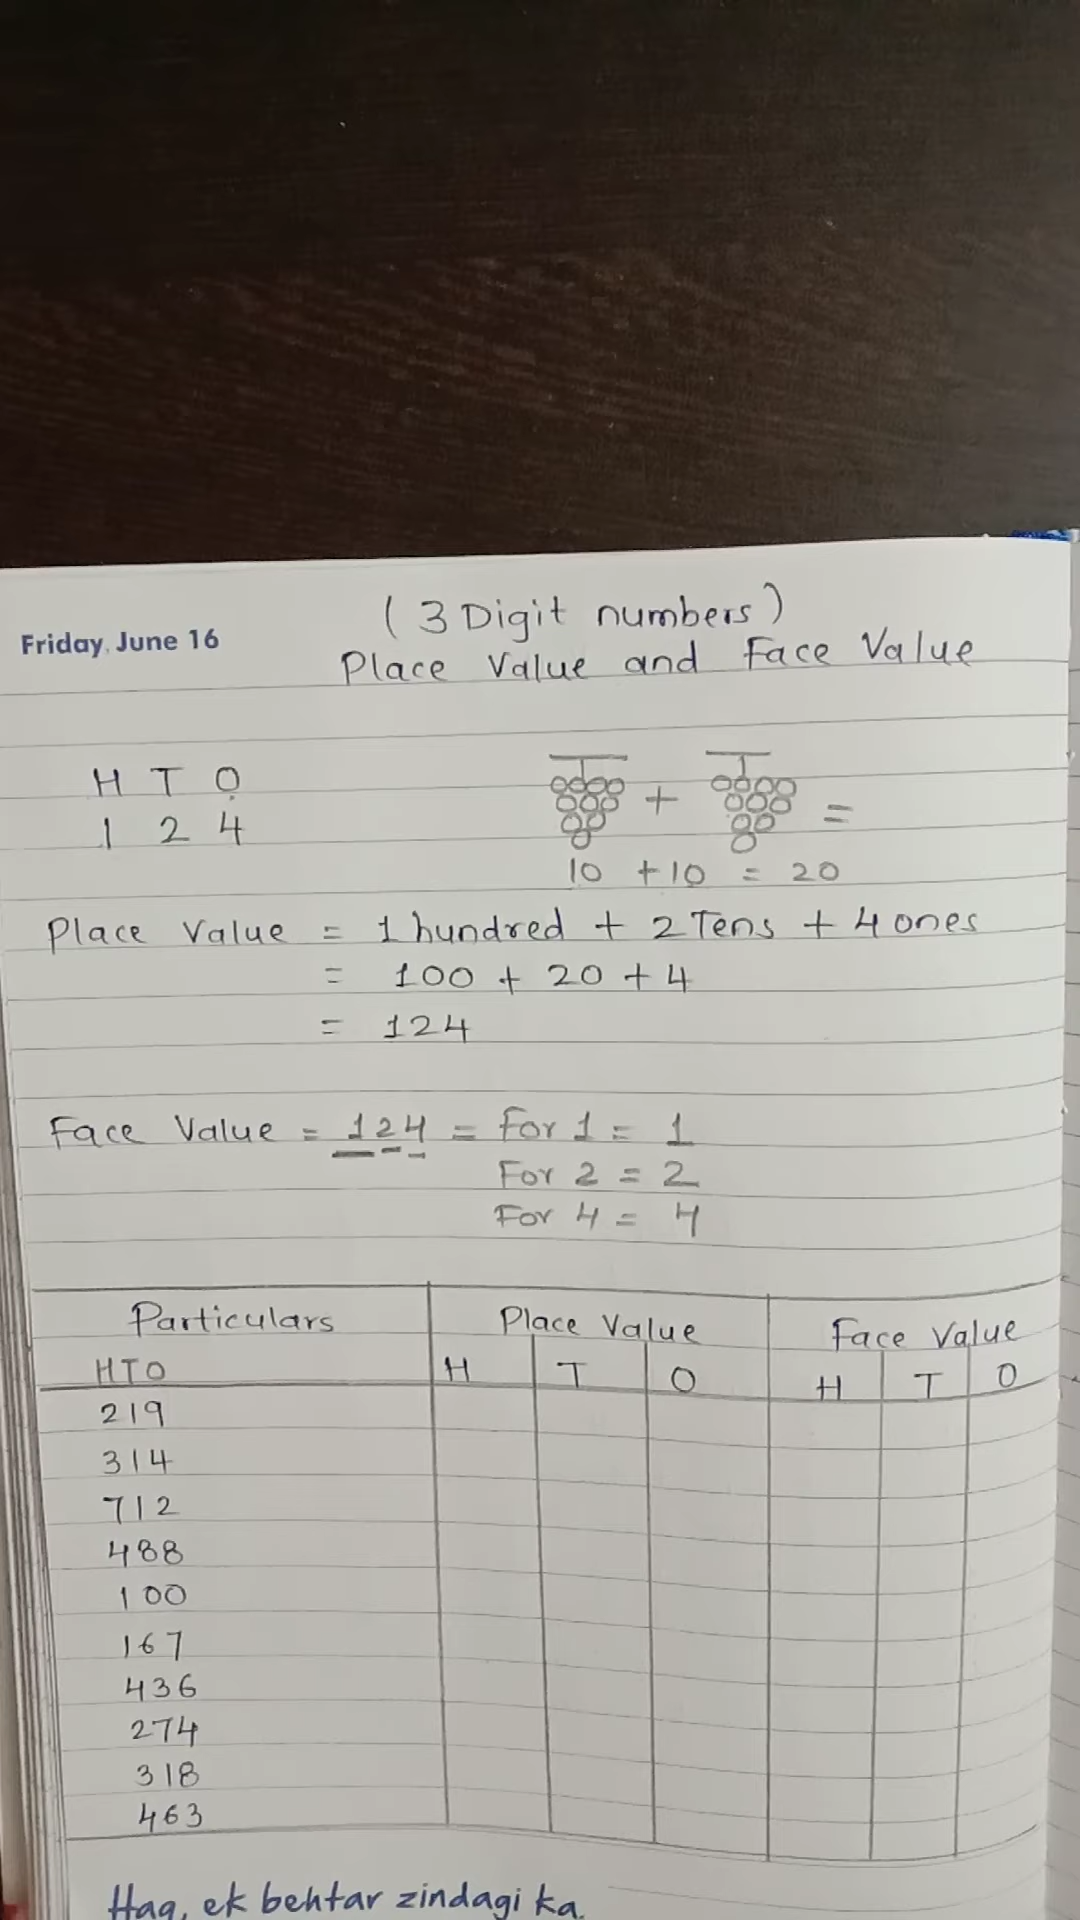 Friday, June 16
( 3 Digit numbers )
Place Value and Face Value
H T O
1 2 4
+ =
10 + 10 = 20
Place Value = 1 hundred + 2 Tens + 4 ones
= 100 + 20 + 4
= 124
Face Value = 124 = For 1 = 1
For 2 = 2
For 4 = 4
Particulars Place Value Face Value
HTO H T O H T O
219
314
712
488
100
167
436
274
318
463
Haq, ek behtar zindagi ka.